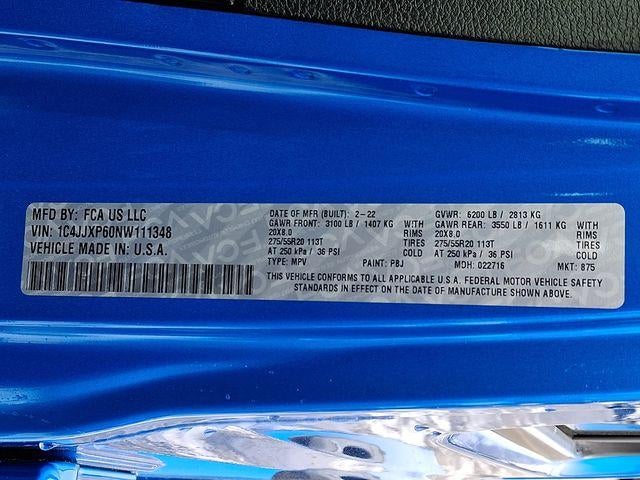 MFD BY: FCA US LLC
VIN: 1C4JJXP60NW111348
VEHICLE MADE IN: U.S.A.
DATE OF MFR (BUILT): 2-22 GVWR: 6200 LB / 2813 KG
GAWR FRONT: 3100 LB / 1407 KG WITH GAWR REAR: 3550 LB / 1611 KG WITH
20X8.0 RIMS 20X8.0 RIMS
275/55R20 113T TIRES 275/55R20 113T TIRES
AT 250 kPa / 36 PSI COLD AT 250 kPa / 36 PSI COLD
TYPE: MPV PAINT: PBJ MDH: 022716 MKT: 875
THIS VEHICLE CONFORMS TO ALL APPLICABLE U.S.A. FEDERAL MOTOR VEHICLE SAFETY
STANDARDS IN EFFECT ON THE DATE OF MANUFACTURE SHOWN ABOVE.